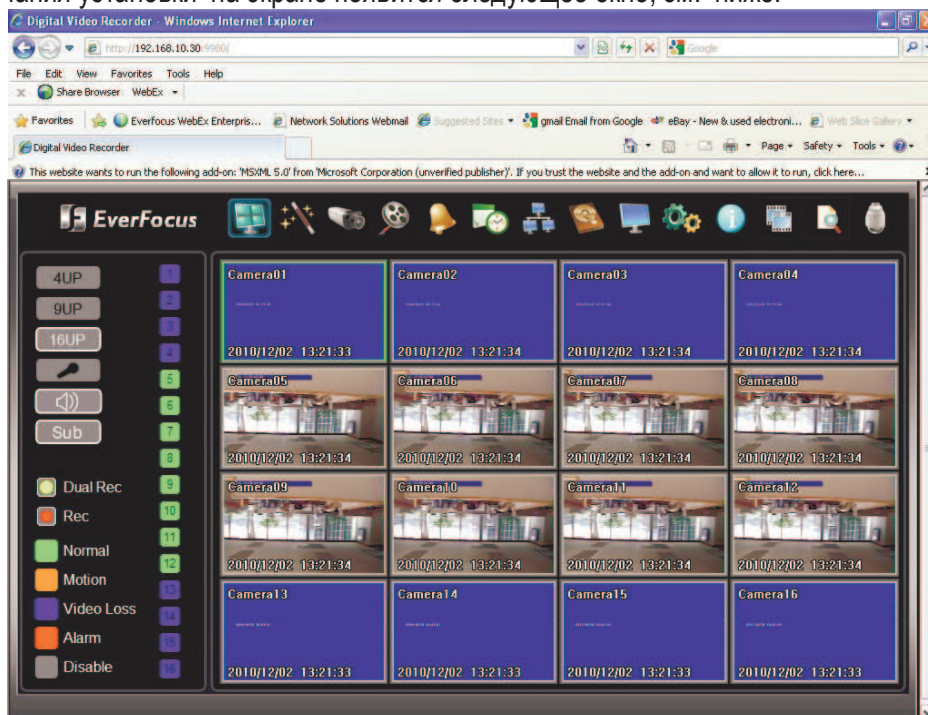 установки на экране появится следующее окно, см. ниже.
Digital Video Recorder - Windows Internet Explorer
http://192.168.10.30:9980/
Google
File Edit View Favorites Tools Help
x Share Browser WebEx
Favorites Everfocus WebEx Enterpris... Network Solutions Webmail Suggested Sites gmail Email from Google eBay - New & used electroni... Web Slice Gallery
Digital Video Recorder
Page Safety Tools
This website wants to run the following add-on: 'MSXML 5.0' from 'Microsoft Corporation (unverified publisher)'. If you trust the website and the add-on and want to allow it to run, click here...
EverFocus
4UP
9UP
16UP
Sub
Dual Rec
Rec
Normal
Motion
Video Loss
Alarm
Disable
1
2
3
4
5
6
7
8
9
10
11
12
13
14
15
16
Camera01 Camera02 Camera03 Camera04
2010/12/02 13:21:33 2010/12/02 13:21:34 2010/12/02 13:21:34 2010/12/02 13:21:34
Camera05 Camera06 Camera07 Camera08
2010/12/02 13:21:34 2010/12/02 13:21:34 2010/12/02 13:21:34 2010/12/02 13:21:34
Camera09 Camera10 Camera11 Camera12
2010/12/02 13:21:34 2010/12/02 13:21:34 2010/12/02 13:21:34 2010/12/02 13:21:34
Camera13 Camera14 Camera15 Camera16
2010/12/02 13:21:33 2010/12/02 13:21:33 2010/12/02 13:21:33 2010/12/02 13:21:33